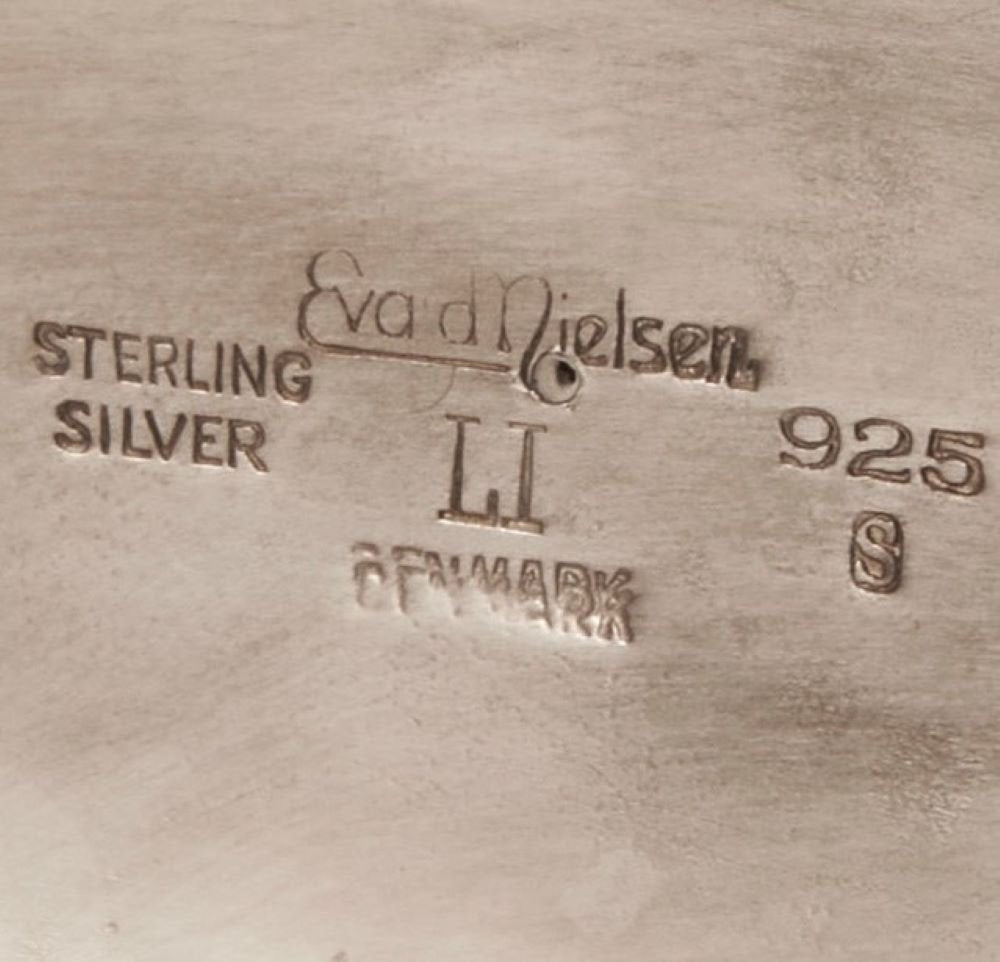 Eva'd Nielsen.
STERLING
SILVER
LI
DENMARK
925
S